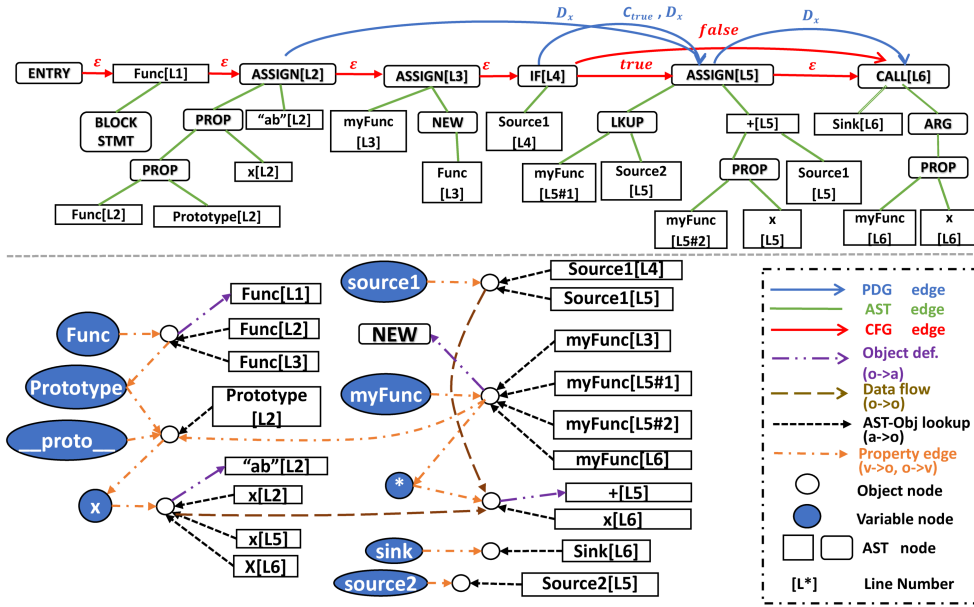 D_x
C_true , D_x
D_x
false
ε
ε
ε
ε
true
ε
ENTRY
Func[L1]
ASSIGN[L2]
ASSIGN[L3]
IF[L4]
ASSIGN[L5]
CALL[L6]
BLOCK
STMT
PROP
“ab”[L2]
myFunc
[L3]
NEW
Source1
[L4]
LKUP
+[L5]
Sink[L6]
ARG
PROP
x[L2]
Func
[L3]
myFunc
[L5#1]
Source2
[L5]
PROP
Source1
[L5]
PROP
Func[L2]
Prototype[L2]
myFunc
[L5#2]
x
[L5]
myFunc
[L6]
x
[L6]
Func
Func[L1]
Func[L2]
Func[L3]
Prototype
Prototype
[L2]
__proto__
“ab”[L2]
x
x[L2]
x[L5]
X[L6]
source1
Source1[L4]
Source1[L5]
NEW
myFunc
myFunc[L3]
myFunc[L5#1]
myFunc[L5#2]
myFunc[L6]
*
+[L5]
x[L6]
sink
Sink[L6]
source2
Source2[L5]
PDG edge
AST edge
CFG edge
Object def.
(o->a)
Data flow
(o->o)
AST-Obj lookup
(a->o)
Property edge
(v->o, o->v)
Object node
Variable node
AST node
[L*] Line Number